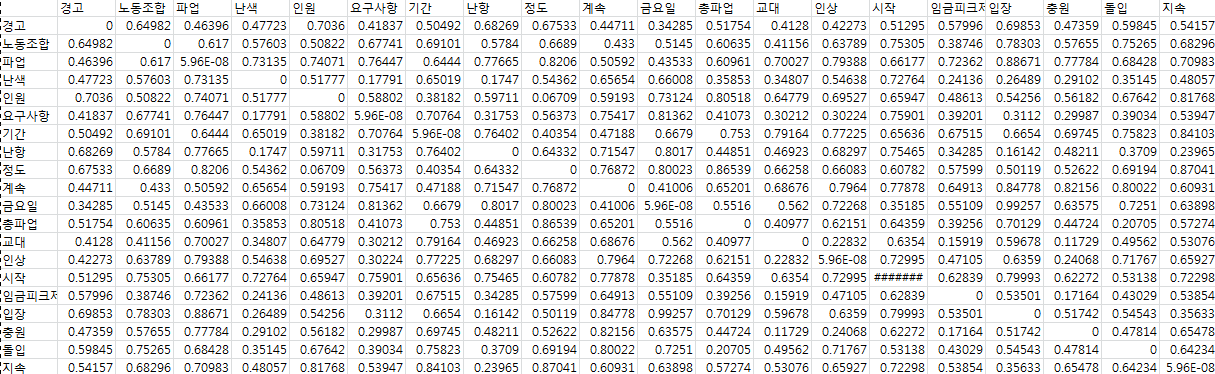 경고 노동조합 파업 난색 인원 요구사항 기간 난항 정도 계속 금요일 총파업 교대 인상 시작 임금피크제 입장 충원 돌입 지속
경고 0 0.64982 0.46396 0.47723 0.7036 0.41837 0.50492 0.68269 0.67533 0.44711 0.34285 0.51754 0.4128 0.42273 0.51295 0.57996 0.69853 0.47359 0.59845 0.54157
노동조합 0.64982 0 0.617 0.57603 0.50822 0.67741 0.69101 0.5784 0.6689 0.433 0.5145 0.60635 0.41156 0.63789 0.75305 0.38746 0.78303 0.57655 0.75265 0.68296
파업 0.46396 0.617 5.96E-08 0.73135 0.74071 0.76447 0.6444 0.77665 0.8206 0.50592 0.43533 0.60961 0.70027 0.79388 0.66177 0.72362 0.88671 0.77784 0.68428 0.70983
난색 0.47723 0.57603 0.73135 0 0.51777 0.17791 0.65019 0.1747 0.54362 0.65654 0.66008 0.35853 0.34807 0.54638 0.72764 0.24136 0.26489 0.29102 0.35145 0.48057
인원 0.7036 0.50822 0.74071 0.51777 0 0.58802 0.38182 0.59711 0.06709 0.59193 0.73124 0.80518 0.64779 0.69527 0.65947 0.48613 0.54256 0.56182 0.67642 0.81768
요구사항 0.41837 0.67741 0.76447 0.17791 0.58802 5.96E-08 0.70764 0.31753 0.56373 0.75417 0.81362 0.41073 0.30212 0.30224 0.75901 0.39201 0.3112 0.29987 0.39034 0.53947
기간 0.50492 0.69101 0.6444 0.65019 0.38182 0.70764 5.96E-08 0.76402 0.40354 0.47188 0.6679 0.753 0.79164 0.77225 0.65636 0.67515 0.6654 0.69745 0.75823 0.84103
난항 0.68269 0.5784 0.77665 0.1747 0.59711 0.31753 0.76402 0 0.64332 0.71547 0.8017 0.44851 0.46923 0.68297 0.75465 0.34285 0.16142 0.48211 0.3709 0.23965
정도 0.67533 0.6689 0.8206 0.54362 0.06709 0.56373 0.40354 0.64332 0 0.76872 0.80023 0.86539 0.66258 0.66083 0.60782 0.57599 0.50119 0.52622 0.69194 0.87041
계속 0.44711 0.433 0.50592 0.65654 0.59193 0.75417 0.47188 0.71547 0.76872 0 0.41006 0.65201 0.68676 0.7964 0.77878 0.64913 0.84778 0.82156 0.80022 0.60931
금요일 0.34285 0.5145 0.43533 0.66008 0.73124 0.81362 0.6679 0.8017 0.80023 0.41006 5.96E-08 0.5516 0.562 0.72268 0.35185 0.55109 0.99257 0.63575 0.7251 0.63898
총파업 0.51754 0.60635 0.60961 0.35853 0.80518 0.41073 0.753 0.44851 0.86539 0.65201 0.5516 0 0.40977 0.62151 0.64359 0.39256 0.70129 0.44724 0.20705 0.57274
교대 0.4128 0.41156 0.70027 0.34807 0.64779 0.30212 0.79164 0.46923 0.66258 0.68676 0.562 0.40977 0 0.22832 0.6354 0.15919 0.59678 0.11729 0.49562 0.53076
인상 0.42273 0.63789 0.79388 0.54638 0.69527 0.30224 0.77225 0.68297 0.66083 0.7964 0.72268 0.62151 0.22832 5.96E-08 0.72995 0.47105 0.6359 0.24068 0.71767 0.65927
시작 0.51295 0.75305 0.66177 0.72764 0.65947 0.75901 0.65636 0.75465 0.60782 0.77878 0.35185 0.64359 0.6354 0.72995 ####### 0.62839 0.79993 0.62272 0.53138 0.72298
임금피크제 0.57996 0.38746 0.72362 0.24136 0.48613 0.39201 0.67515 0.34285 0.57599 0.64913 0.55109 0.39256 0.15919 0.47105 0.62839 0 0.53501 0.17164 0.43029 0.53854
입장 0.69853 0.78303 0.88671 0.26489 0.54256 0.3112 0.6654 0.16142 0.50119 0.84778 0.99257 0.70129 0.59678 0.6359 0.79993 0.53501 0 0.51742 0.54543 0.35633
충원 0.47359 0.57655 0.77784 0.29102 0.56182 0.29987 0.69745 0.48211 0.52622 0.82156 0.63575 0.44724 0.11729 0.24068 0.62272 0.17164 0.51742 0 0.47814 0.65478
돌입 0.59845 0.75265 0.68428 0.35145 0.67642 0.39034 0.75823 0.3709 0.69194 0.80022 0.7251 0.20705 0.49562 0.71767 0.53138 0.43029 0.54543 0.47814 0 0.64234
지속 0.54157 0.68296 0.70983 0.48057 0.81768 0.53947 0.84103 0.23965 0.87041 0.60931 0.63898 0.57274 0.53076 0.65927 0.72298 0.53854 0.35633 0.65478 0.64234 5.96E-08